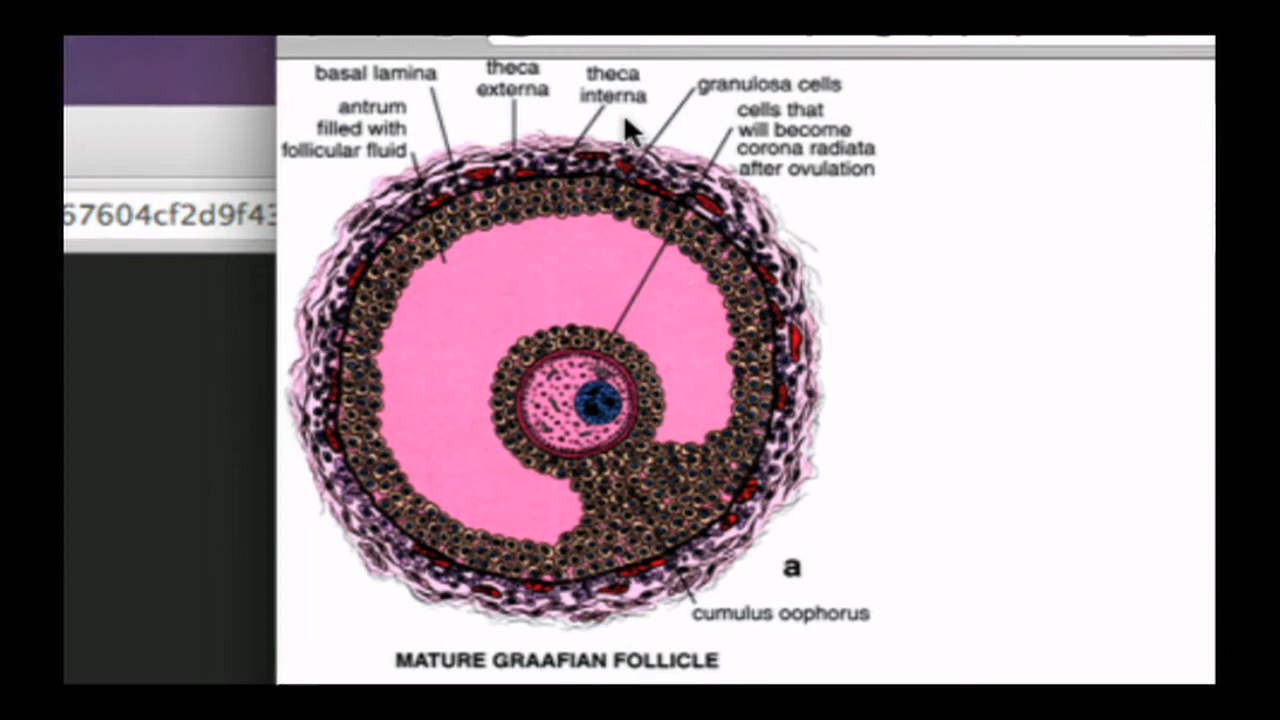 67604cf2d9f43
basal lamina
theca
externa
theca
interna
granulosa cells
antrum
filled with
follicular fluid
cells that
will become
corona radiata
after ovulation
a
cumulus oophorus
MATURE GRAAFIAN FOLLICLE